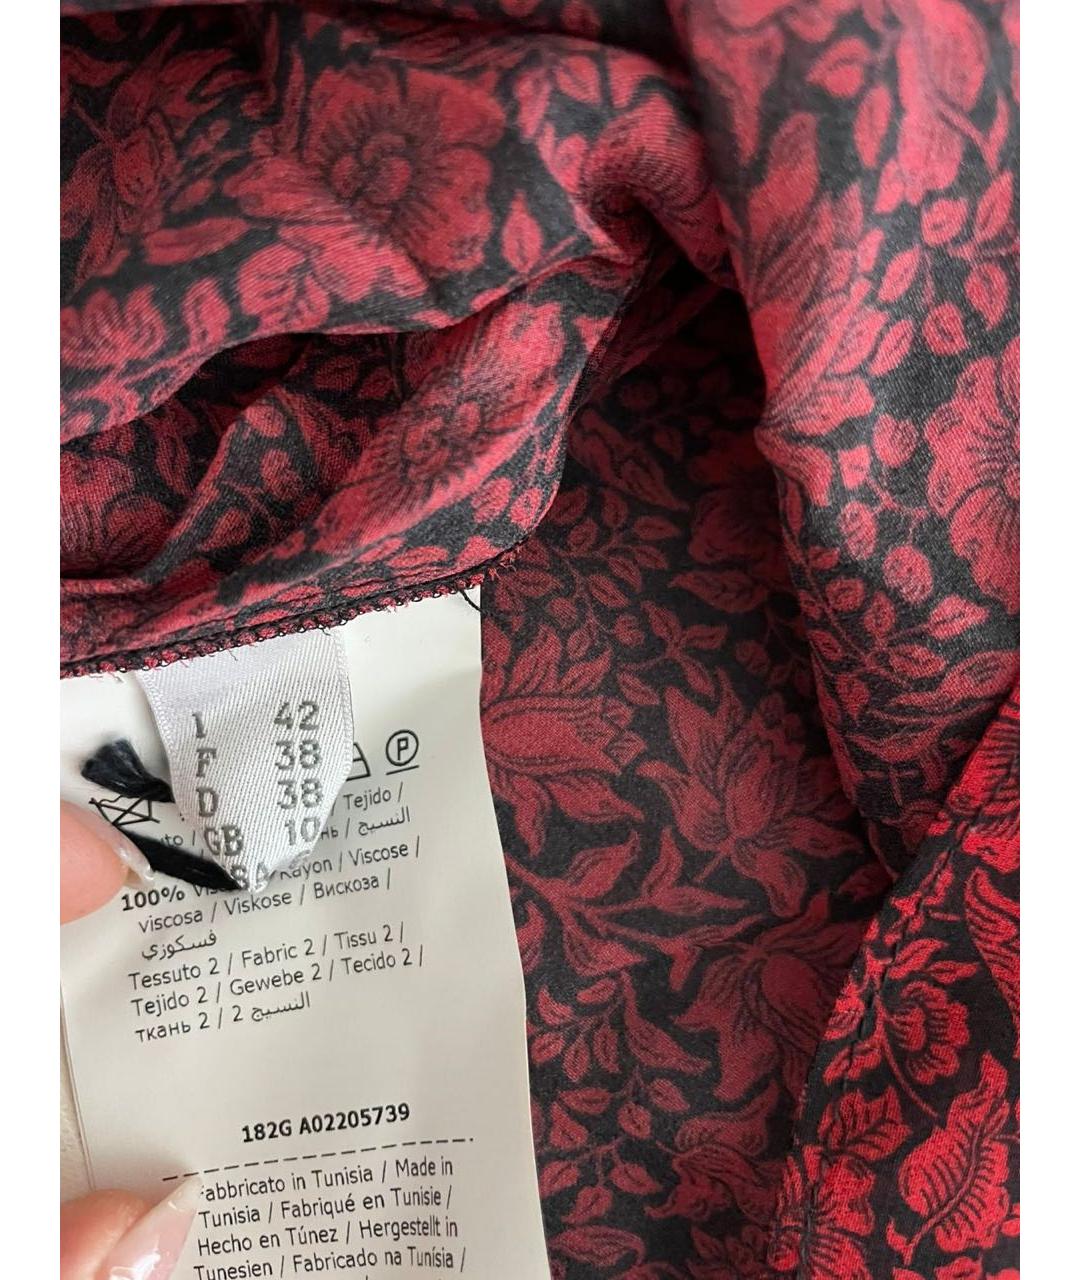 I 42
F 38
D 38
GB 10
P
Tejido /
النسيج /
100%
Rayon / Viscose /
viscosa / Viskose / Вискоза /
فسكوزي
Tessuto 2 / Fabric 2 / Tissu 2 /
Tejido 2 / Gewebe 2 / Tecido 2 /
ткань 2 / 2 النسيج
182G A02205739
Fabbricato in Tunisia / Made in
Tunisia / Fabriqué en Tunisie /
Hecho en Túnez / Hergestellt in
Tunesien / Fabricado na Tunísia /